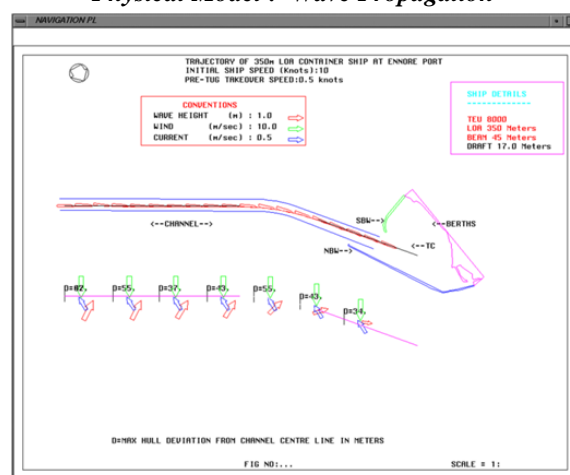 Physical Model : Wave Propagation
NAVIGATION PL
TRAJECTORY OF 350m LOA CONTAINER SHIP AT ENNORE PORT
INITIAL SHIP SPEED (Knots):10
PRE-TUG TAKEOVER SPEED:0.5 knots
CONVENTIONS
WAVE HEIGHT (m) : 1.0
WIND (m/sec) : 10.0
CURRENT (m/sec) : 0.5
SHIP DETAILS
-------------
TEU 8000
LOA 350 Meters
BEAM 45 Meters
DRAFT 17.0 Meters
SBW-->
<--BERTHS
<--CHANNEL-->
<--TC
NBW-->
D=55, D=37, D=43, D=55, D=43, D=34,
D=MAX HULL DEVIATION FROM CHANNEL CENTRE LINE IN METERS
FIG NO:... SCALE = 1: